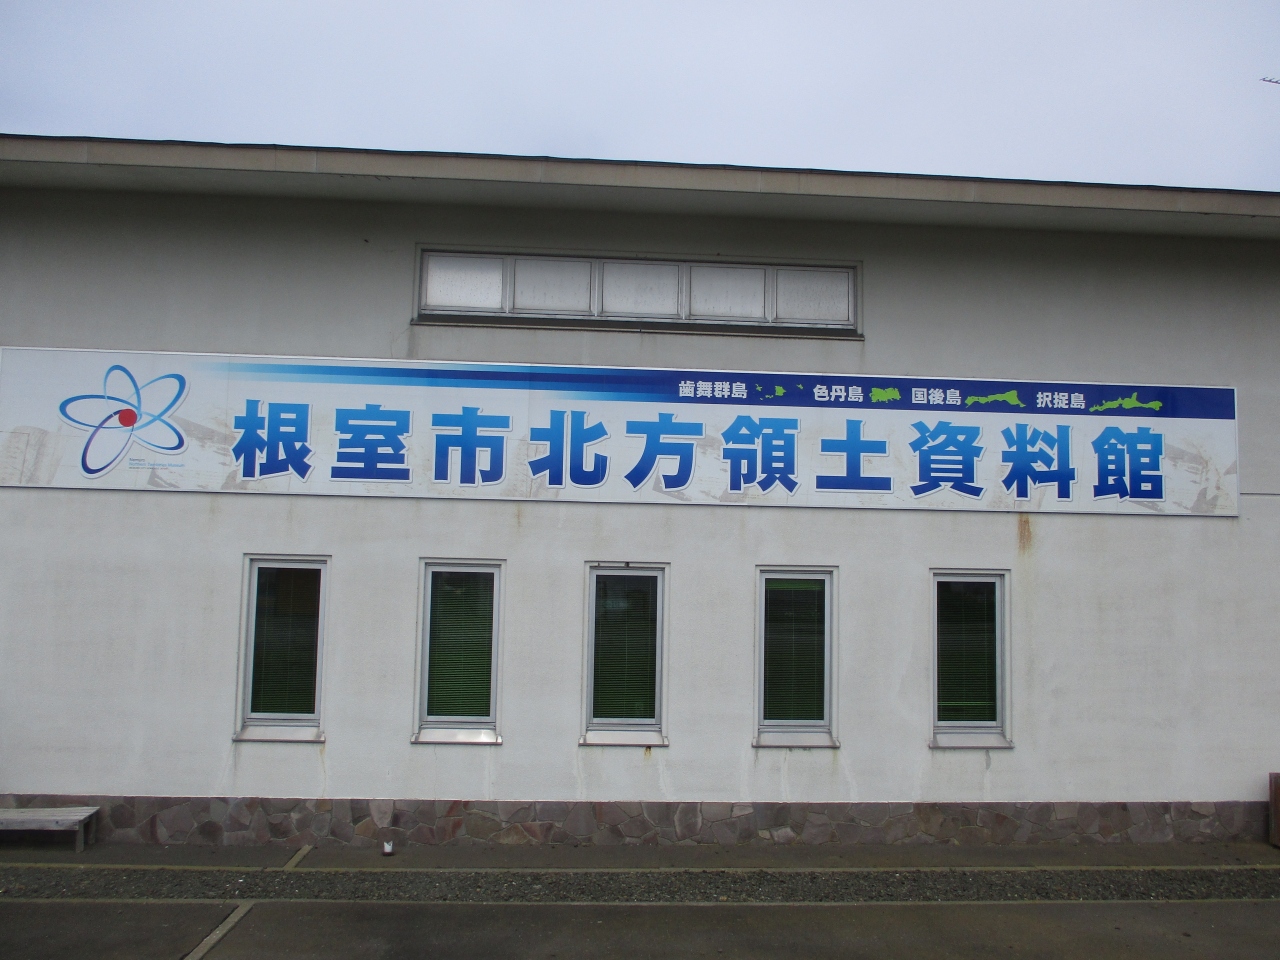 歯舞群島 色丹島 国後島 択捉島
根室市北方領土資料館